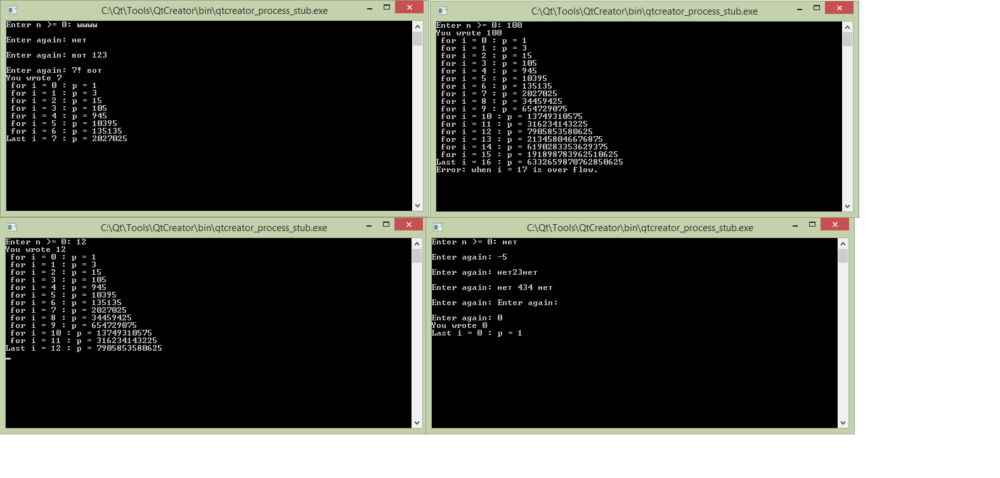 C:\Qt\Tools\QtCreator\bin\qtcreator_process_stub.exe
Enter n >= 0: ыыыы
Enter again: нет
Enter again: вот 123
Enter again: 7! вот
You wrote 7
for i = 0 : p = 1
for i = 1 : p = 3
for i = 2 : p = 15
for i = 3 : p = 105
for i = 4 : p = 945
for i = 5 : p = 10395
for i = 6 : p = 135135
Last i = 7 : p = 2027025
C:\Qt\Tools\QtCreator\bin\qtcreator_process_stub.exe
Enter n >= 0: 100
You wrote 100
for i = 0 : p = 1
for i = 1 : p = 3
for i = 2 : p = 15
for i = 3 : p = 105
for i = 4 : p = 945
for i = 5 : p = 10395
for i = 6 : p = 135135
for i = 7 : p = 2027025
for i = 8 : p = 34459425
for i = 9 : p = 654729075
for i = 10 : p = 13749310575
for i = 11 : p = 316234143225
for i = 12 : p = 7905853580625
for i = 13 : p = 213458046676875
for i = 14 : p = 6190283353629375
for i = 15 : p = 191898783962510625
Last i = 16 : p = 6332659870762850625
Error: when i = 17 is over flow.
C:\Qt\Tools\QtCreator\bin\qtcreator_process_stub.exe
Enter n >= 0: 12
You wrote 12
for i = 0 : p = 1
for i = 1 : p = 3
for i = 2 : p = 15
for i = 3 : p = 105
for i = 4 : p = 945
for i = 5 : p = 10395
for i = 6 : p = 135135
for i = 7 : p = 2027025
for i = 8 : p = 34459425
for i = 9 : p = 654729075
for i = 10 : p = 13749310575
for i = 11 : p = 316234143225
Last i = 12 : p = 7905853580625
C:\Qt\Tools\QtCreator\bin\qtcreator_process_stub.exe
Enter n >= 0: нет
Enter again: -5
Enter again: нет23нет
Enter again: нет 434 нет
Enter again: Enter again:
Enter again: 0
You wrote 0
Last i = 0 : p = 1